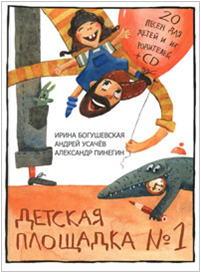 20
ПЕСЕН ДЛЯ
ДЕТЕЙ И ИХ
РОДИТЕЛЕЙ
+ CD
ИРИНА БОГУШЕВСКАЯ
АНДРЕЙ УСАЧЁВ
АЛЕКСАНДР ПИНЕГИН
ДЕТСКАЯ
ПЛОЩАДКА №1